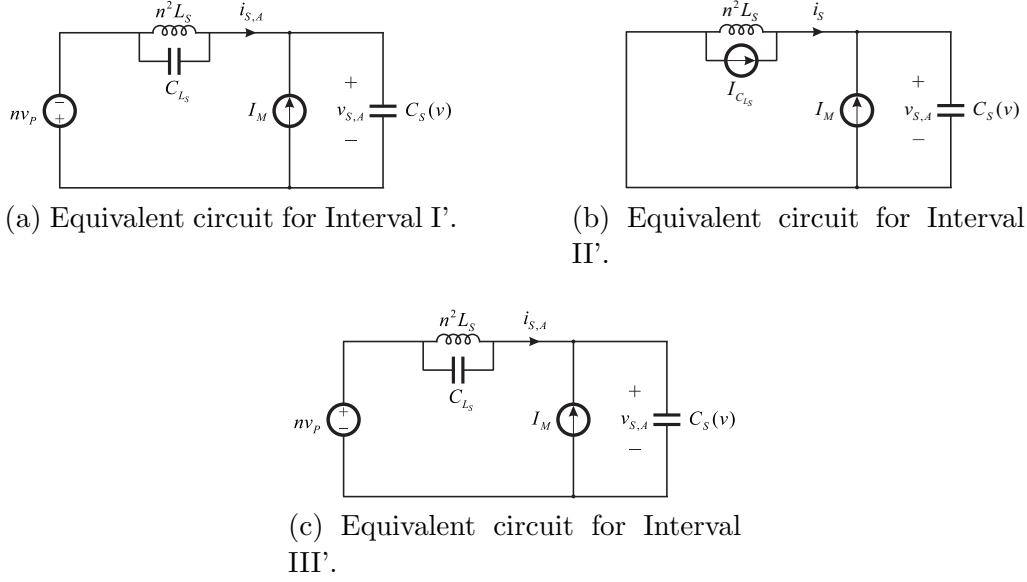 n²L_S
i_{S,A}
C_{L_S}
nv_P
−
+
I_M
+
v_{S,A}
−
C_S(v)
(a) Equivalent circuit for Interval I'.
n²L_S
i_S
I_{C_{L_S}}
I_M
+
v_{S,A}
−
C_S(v)
(b) Equivalent circuit for Interval
II'.
n²L_S
i_{S,A}
C_{L_S}
nv_P
+
−
I_M
+
v_{S,A}
−
C_S(v)
(c) Equivalent circuit for Interval
III'.